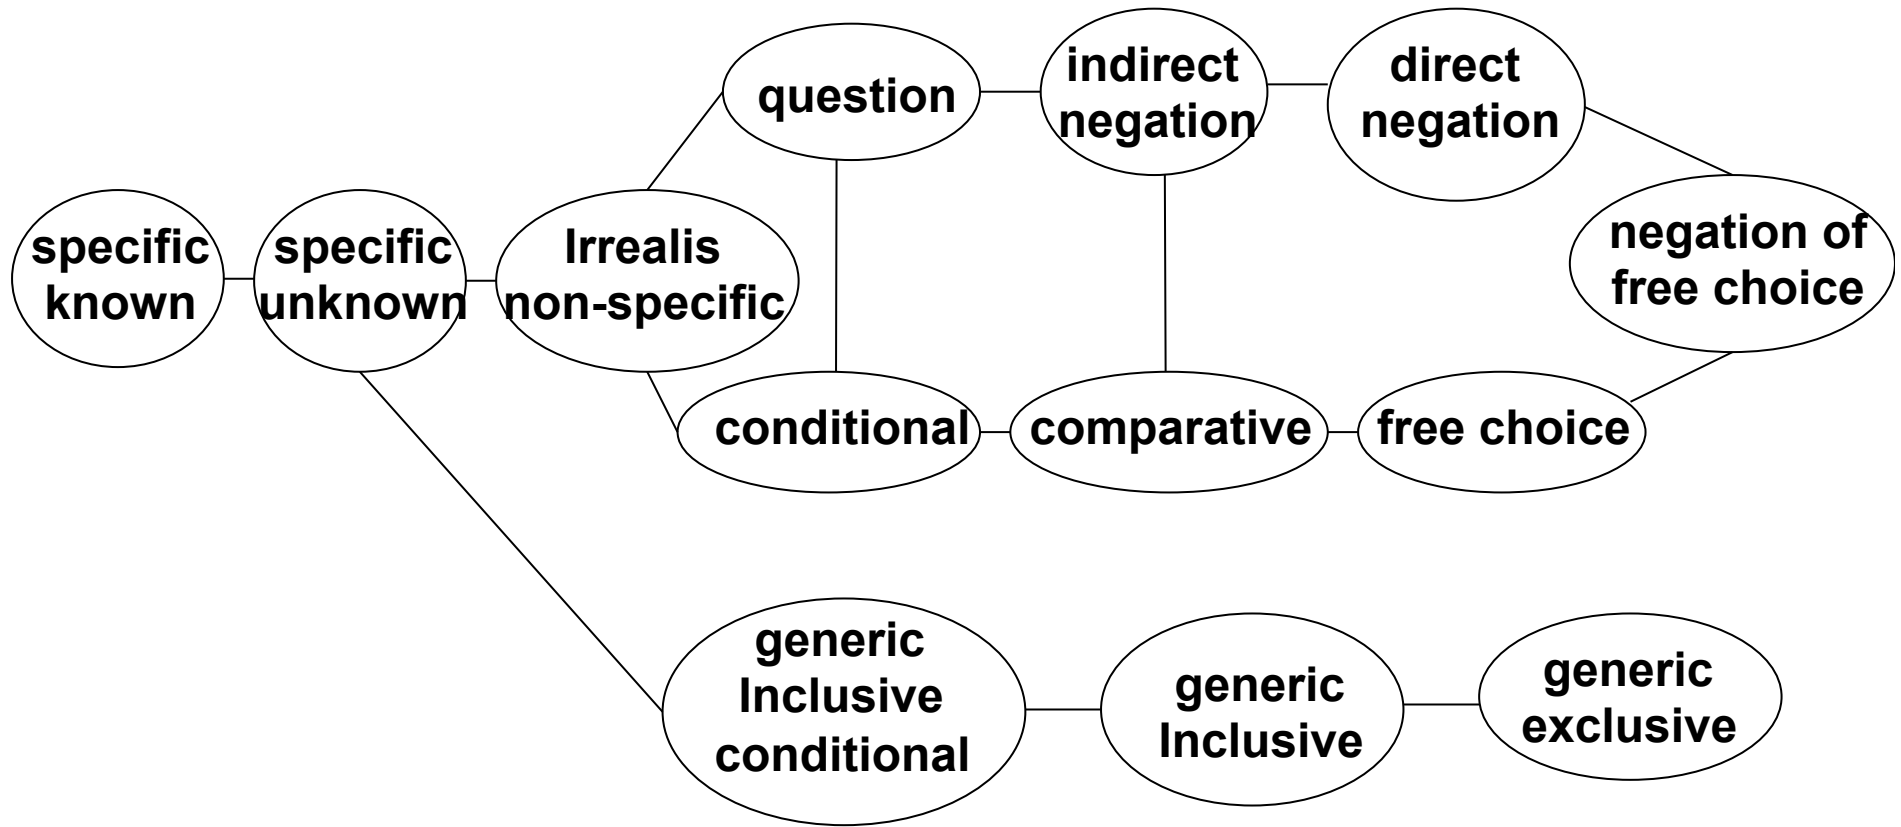 question
indirect
negation
direct
negation
specific
known
specific
unknown
Irrealis
non-specific
negation of
free choice
conditional
comparative
free choice
generic
Inclusive
conditional
generic
Inclusive
generic
exclusive